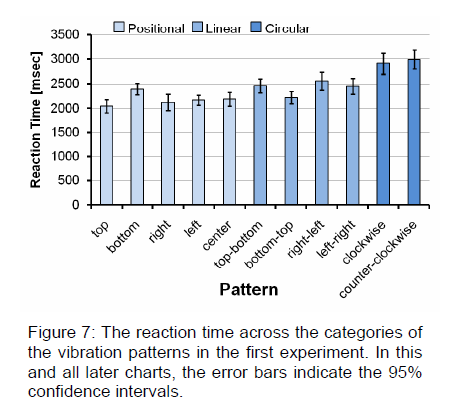 Positional Linear Circular
3500
3000
2500
2000
1500
1000
500
0
Reaction Time [msec]
top
bottom
right
left
center
top-bottom
bottom-top
right-left
left-right
clockwise
counter-clockwise
Pattern
Figure 7: The reaction time across the categories of
the vibration patterns in the first experiment. In this
and all later charts, the error bars indicate the 95%
confidence intervals.